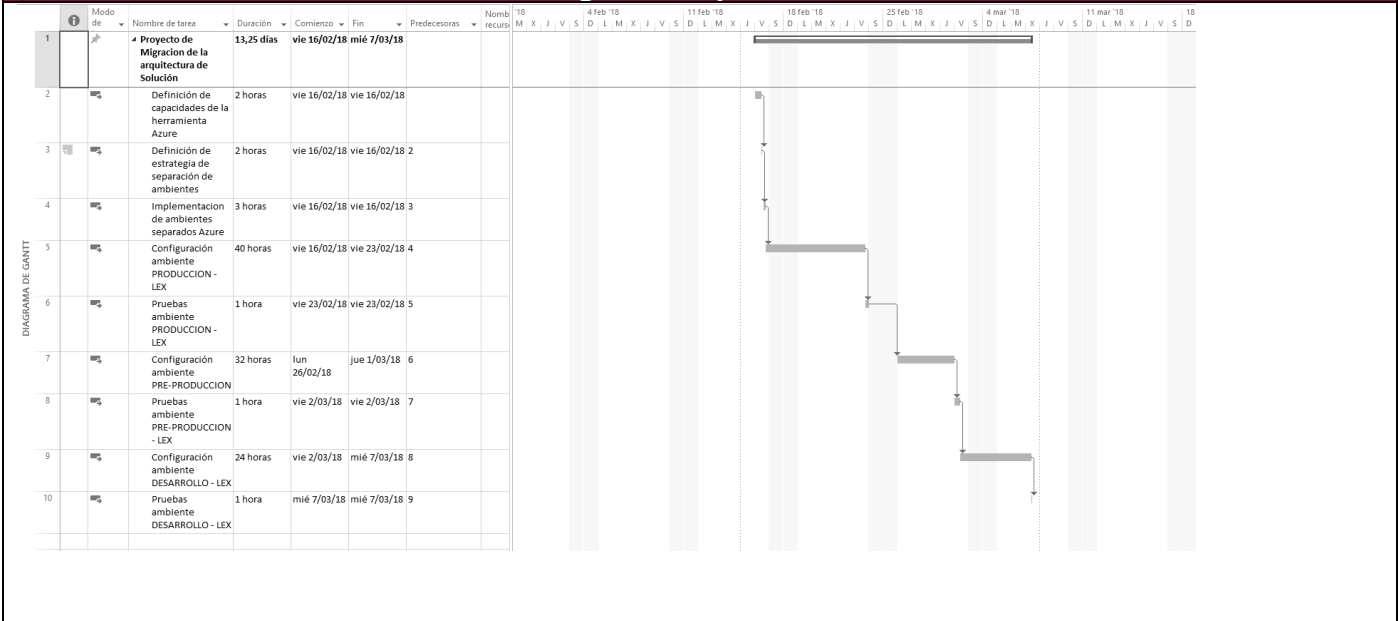 Modo de
Nombre de tarea
Duración
Comienzo
Fin
Predecesoras
Nomb
recurs
'18
4 feb '18
11 feb '18
18 feb '18
25 feb '18
4 mar '18
11 mar '18
18
M X J V S D L M X J V S D L M X J V S D L M X J V S D L M X J V S D L M X J V S D L M X J V S D
1
Proyecto de
Migracion de la
arquitectura de
Solución
13,25 días
vie 16/02/18
mié 7/03/18
2
Definición de
capacidades de la
herramienta
Azure
2 horas
vie 16/02/18
vie 16/02/18
3
Definición de
estrategia de
separación de
ambientes
2 horas
vie 16/02/18
vie 16/02/18
2
4
Implementacion
de ambientes
separados Azure
3 horas
vie 16/02/18
vie 16/02/18
3
5
Configuración
ambiente
PRODUCCION -
LEX
40 horas
vie 16/02/18
vie 23/02/18
4
6
Pruebas
ambiente
PRODUCCION -
LEX
1 hora
vie 23/02/18
vie 23/02/18
5
7
Configuración
ambiente
PRE-PRODUCCION
32 horas
lun
26/02/18
jue 1/03/18
6
8
Pruebas
ambiente
PRE-PRODUCCION
- LEX
1 hora
vie 2/03/18
vie 2/03/18
7
9
Configuración
ambiente
DESARROLLO - LEX
24 horas
vie 2/03/18
mié 7/03/18
8
10
Pruebas
ambiente
DESARROLLO - LEX
1 hora
mié 7/03/18
mié 7/03/18
9
DIAGRAMA DE GANTT